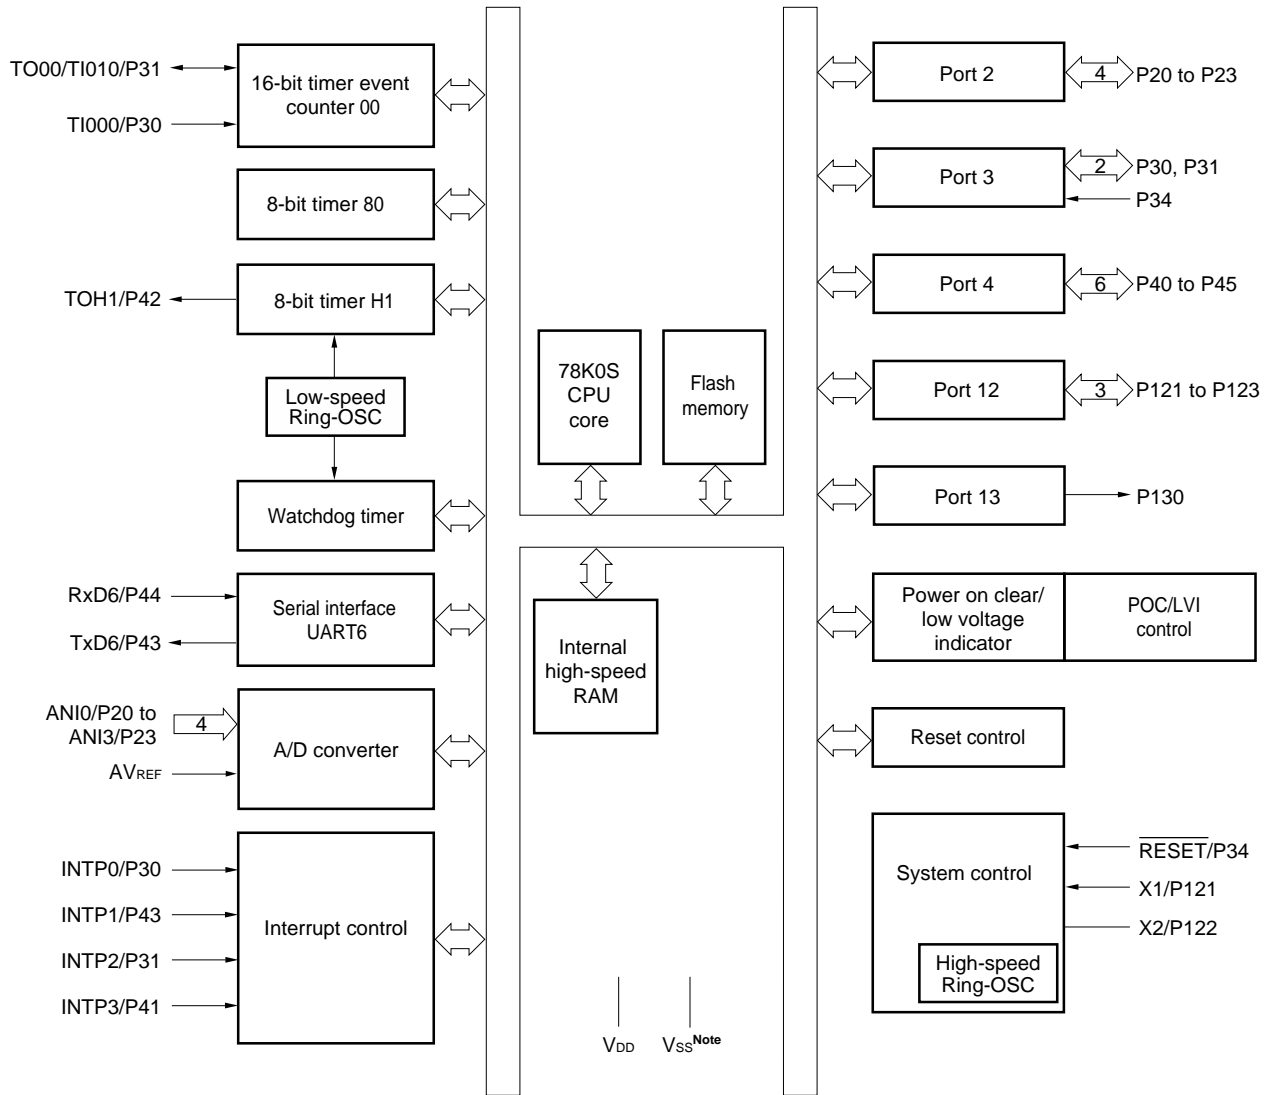 TO00/TI010/P31
TI000/P30
16-bit timer event
counter 00
8-bit timer 80
TOH1/P42
8-bit timer H1
Low-speed
Ring-OSC
Watchdog timer
RxD6/P44
TxD6/P43
Serial interface
UART6
ANI0/P20 to
ANI3/P23
4
AVREF
A/D converter
INTP0/P30
INTP1/P43
INTP2/P31
INTP3/P41
Interrupt control
78K0S
CPU
core
Flash
memory
Internal
high-speed
RAM
VDD
VSSNote
Port 2
4
P20 to P23
Port 3
2
P30, P31
P34
Port 4
6
P40 to P45
Port 12
3
P121 to P123
Port 13
P130
Power on clear/
low voltage
indicator
POC/LVI
control
Reset control
System control
RESET/P34
X1/P121
X2/P122
High-speed
Ring-OSC